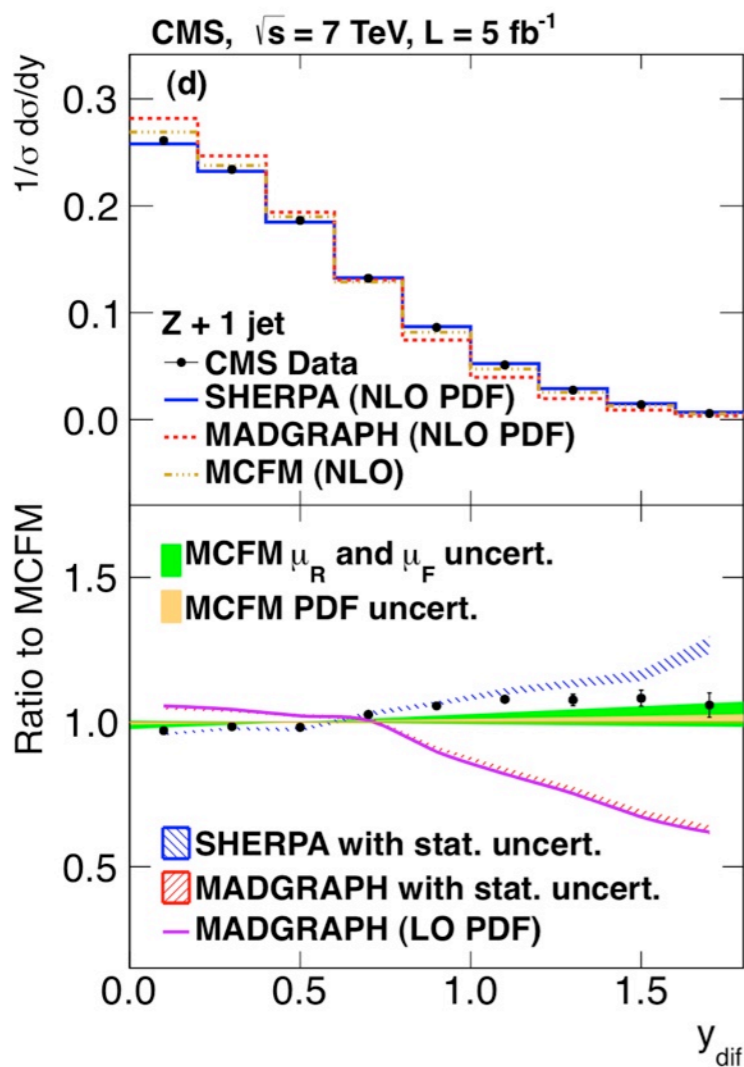 CMS, √s = 7 TeV, L = 5 fb⁻¹
(d)
1/σ dσ/dy
0.3
0.2
0.1
0.0
Z + 1 jet
CMS Data
SHERPA (NLO PDF)
MADGRAPH (NLO PDF)
MCFM (NLO)
Ratio to MCFM
1.5
1.0
0.5
MCFM μ_R and μ_F uncert.
MCFM PDF uncert.
SHERPA with stat. uncert.
MADGRAPH with stat. uncert.
MADGRAPH (LO PDF)
0.0 0.5 1.0 1.5
y_dif